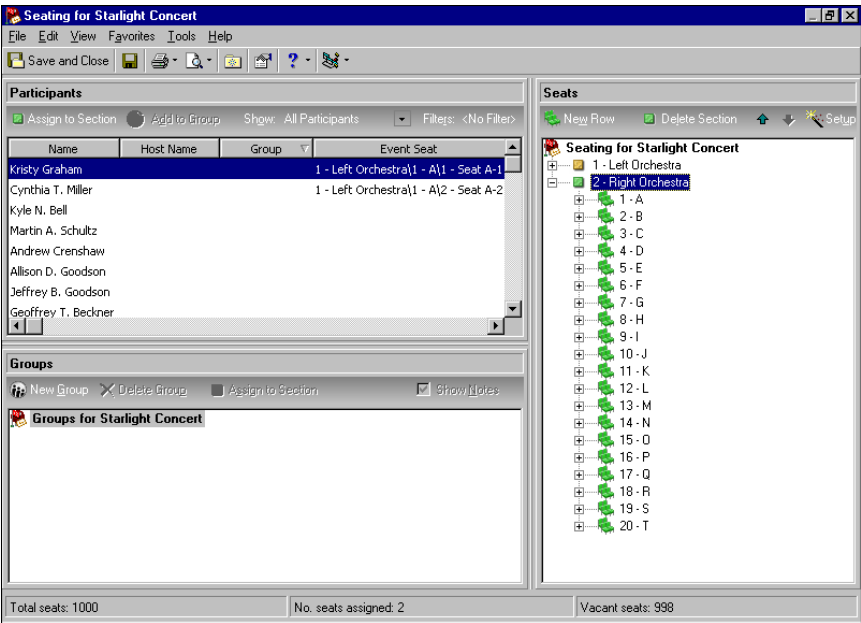 Seating for Starlight Concert
File Edit View Favorites Tools Help
Save and Close
Participants
Assign to Section Add to Group Show: All Participants Filters: <No Filter>
Name Host Name Group Event Seat
Kristy Graham 1 - Left Orchestra\1 - A\1 - Seat A-1
Cynthia T. Miller 1 - Left Orchestra\1 - A\2 - Seat A-2
Kyle N. Bell
Martin A. Schultz
Andrew Crenshaw
Allison D. Goodson
Jeffrey B. Goodson
Geoffrey T. Beckner
Groups
New Group Delete Group Assign to Section Show Notes
Groups for Starlight Concert
Seats
New Row Delete Section Setup
Seating for Starlight Concert
1 - Left Orchestra
2 - Right Orchestra
1 - A
2 - B
3 - C
4 - D
5 - E
6 - F
7 - G
8 - H
9 - I
10 - J
11 - K
12 - L
13 - M
14 - N
15 - O
16 - P
17 - Q
18 - R
19 - S
20 - T
Total seats: 1000 No. seats assigned: 2 Vacant seats: 998